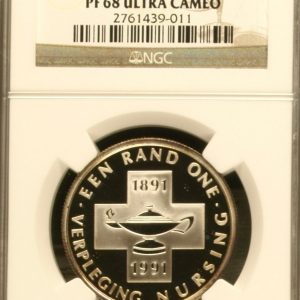 PF 68 ULTRA CAMEO
2761439-011
NGC
EEN RAND ONE
1891
1991
VERPLEGING NURSING